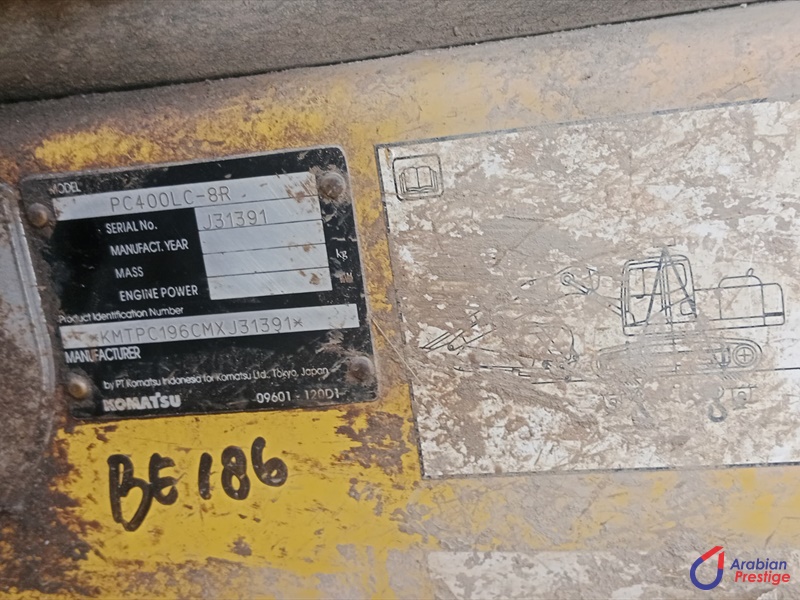 MODEL
PC400LC-8R
SERIAL No. J31391
MANUFACT. YEAR
MASS kg
ENGINE POWER
Product Identification Number
*KMTPC196CMXJ31391*
MANUFACTURER
by PT Komatsu Indonesia for Komatsu Ltd., Tokyo, Japan
KOMATSU 09601 - 120D1
BE186
Arabian
Prestige